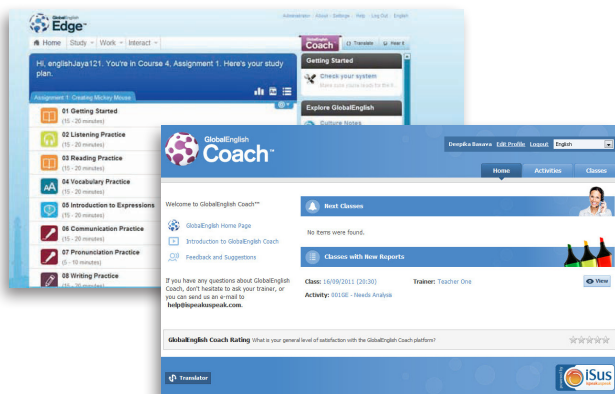 GlobalEnglish
Edge™
Administrator | About | Settings | Help | Log Out | English
Home Study Work Interact
GlobalEnglish
Coach
Translate
Hear it
Hi, englishJaya121. You're in Course 4, Assignment 1. Here's your study plan.
Getting Started
Check your system
Assignment 1: Creating Mickey Mouse
Explore GlobalEnglish
Culture Notes
01 Getting Started
(15 - 20 minutes)
02 Listening Practice
(15 - 20 minutes)
03 Reading Practice
(15 - 20 minutes)
04 Vocabulary Practice
(15 - 20 minutes)
05 Introduction to Expressions
(15 - 20 minutes)
06 Communication Practice
(15 - 20 minutes)
07 Pronunciation Practice
(5 - 10 minutes)
08 Writing Practice
(15 - 20 minutes)
GlobalEnglish
Coach™
Deepika Banava Edit Profile Logout English
Home Activities Classes
Welcome to GlobalEnglish Coach™
GlobalEnglish Home Page
Introduction to GlobalEnglish Coach
Feedback and Suggestions
If you have any questions about GlobalEnglish
Coach, don't hesitate to ask your trainer, or
you can send us an e-mail to
help@ispeakuspeak.com.
Next Classes
No items were found.
Classes with New Reports
Class: 16/09/2011 (20:30) Trainer: Teacher One
View
Activity: 001GE - Needs Analysis
GlobalEnglish Coach Rating What is your general level of satisfaction with the GlobalEnglish Coach platform?
Translator
iSus